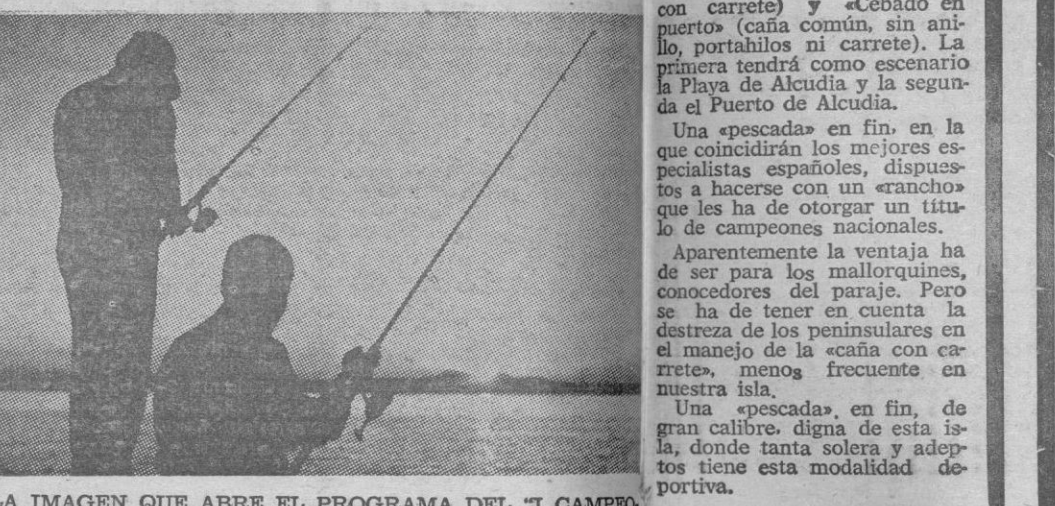 con carrete) y «Cebado en
puerto» (caña común, sin ani-
llo, portahilos ni carrete). La
primera tendrá como escenario
la Playa de Alcudia y la segun-
da el Puerto de Alcudia.
Una «pescada» en fin, en la
que coincidirán los mejores es-
pecialistas españoles, dispues-
tos a hacerse con un «rancho»
que les ha de otorgar un títu-
lo de campeones nacionales.
Aparentemente la ventaja ha
de ser para los mallorquines,
conocedores del paraje. Pero
se ha de tener en cuenta la
destreza de los peninsulares en
el manejo de la «caña con ca-
rrete», menos frecuente en
nuestra isla.
Una «pescada», en fin, de
gran calibre, digna de esta is-
la, donde tanta solera y adep-
tos tiene esta modalidad de-
portiva.
LA IMAGEN QUE ABRE EL PROGRAMA DEL "I CAMPEO-